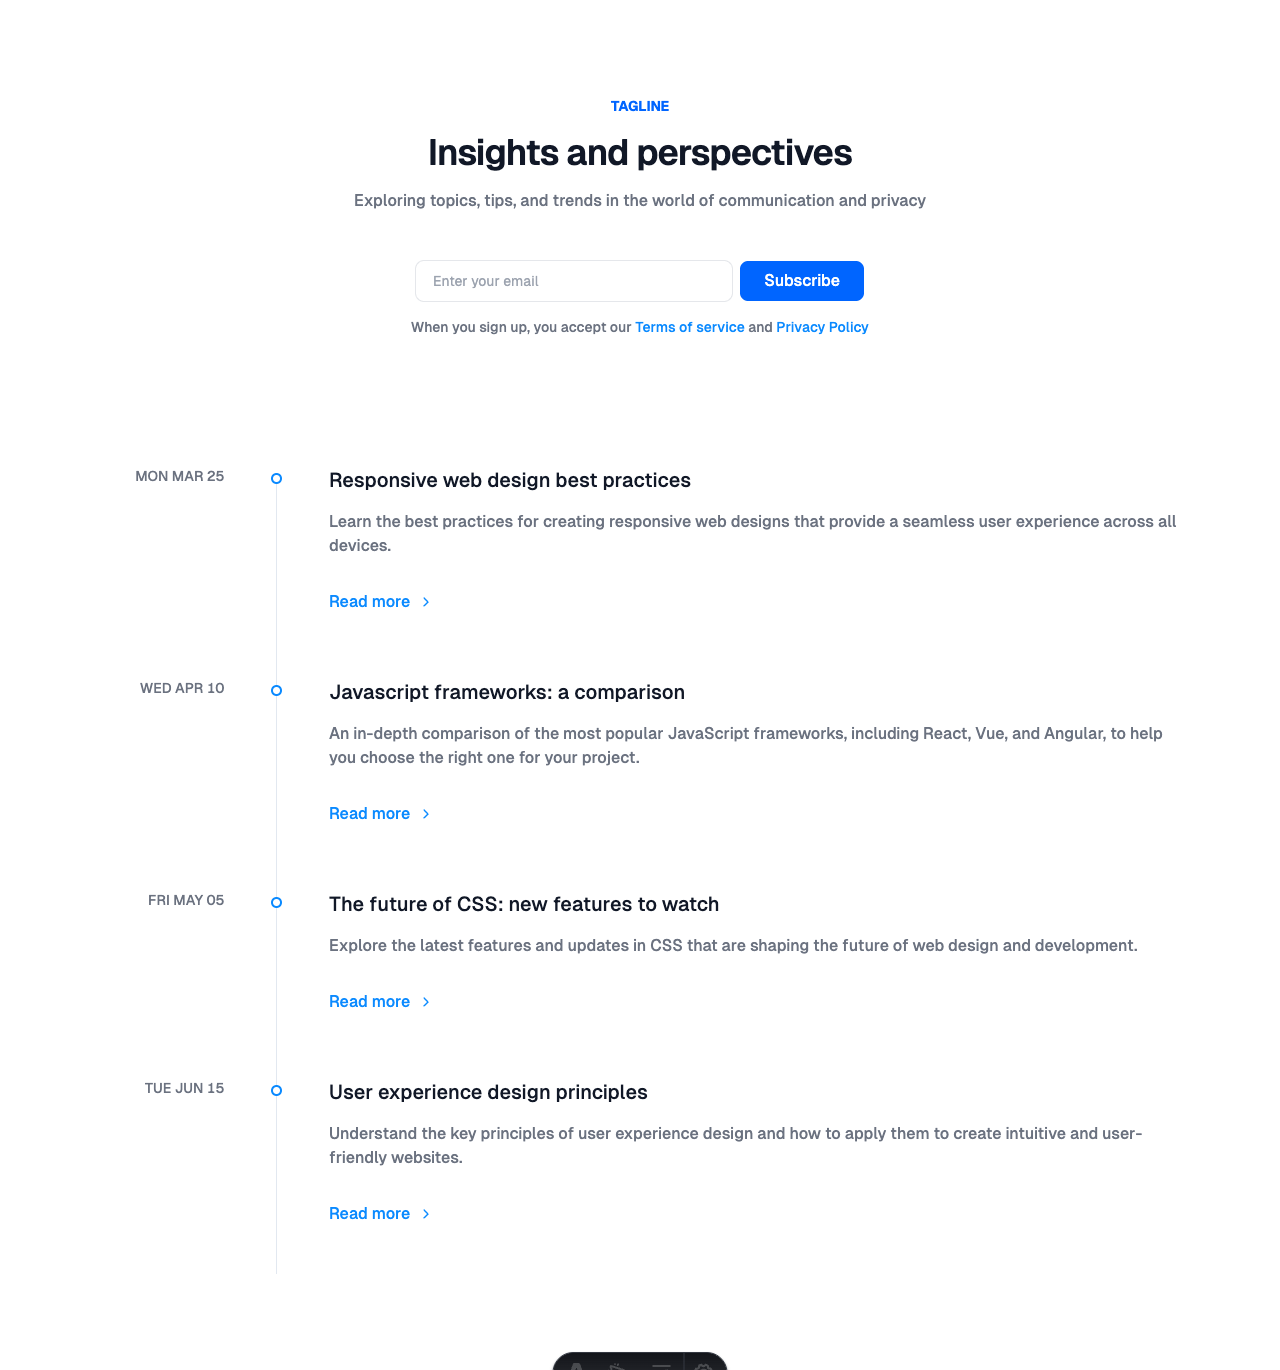 TAGLINE
Insights and perspectives
Exploring topics, tips, and trends in the world of communication and privacy
Enter your email
Subscribe
When you sign up, you accept our Terms of service and Privacy Policy
MON MAR 25
Responsive web design best practices
Learn the best practices for creating responsive web designs that provide a seamless user experience across all
devices.
Read more
WED APR 10
Javascript frameworks: a comparison
An in-depth comparison of the most popular JavaScript frameworks, including React, Vue, and Angular, to help
you choose the right one for your project.
Read more
FRI MAY 05
The future of CSS: new features to watch
Explore the latest features and updates in CSS that are shaping the future of web design and development.
Read more
TUE JUN 15
User experience design principles
Understand the key principles of user experience design and how to apply them to create intuitive and user-
friendly websites.
Read more